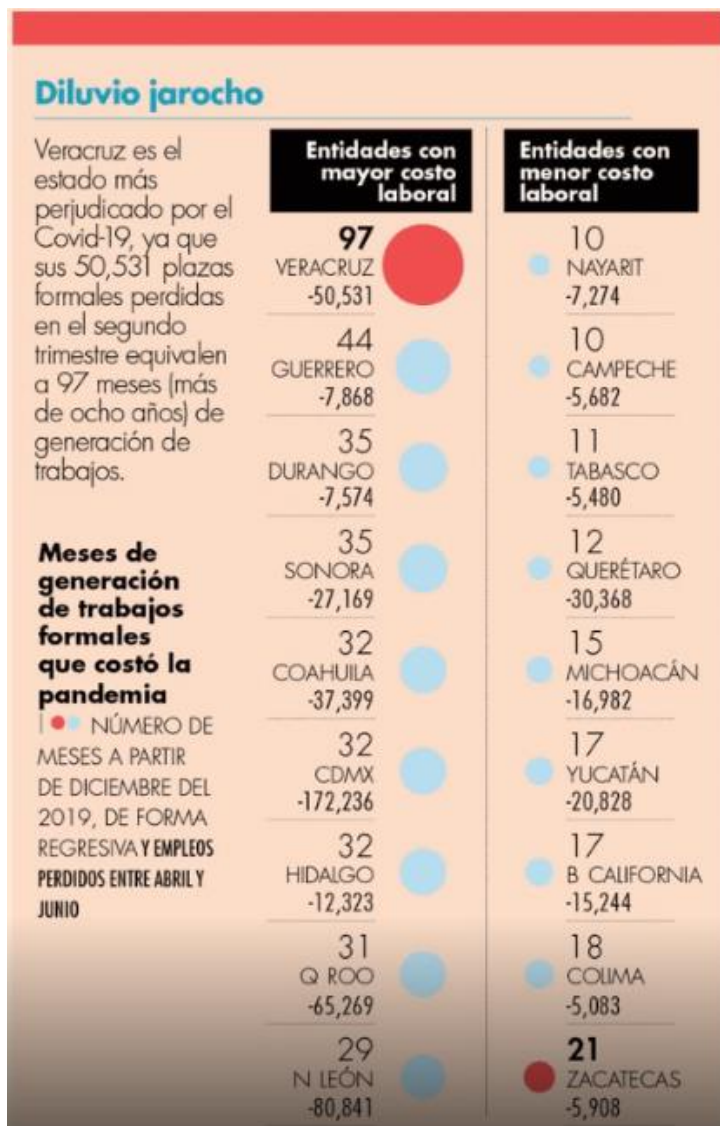 Diluvio jarocho
Veracruz es el
estado más
perjudicado por el
Covid-19, ya que
sus 50,531 plazas
formales perdidas
en el segundo
trimestre equivalen
a 97 meses (más
de ocho años) de
generación de
trabajos.
Meses de
generación
de trabajos
formales
que costó la
pandemia
NÚMERO DE
MESES A PARTIR
DE DICIEMBRE DEL
2019, DE FORMA
REGRESIVA Y EMPLEOS
PERDIDOS ENTRE ABRIL Y
JUNIO
Entidades con
mayor costo
laboral
97
VERACRUZ
-50,531
44
GUERRERO
-7,868
35
DURANGO
-7,574
35
SONORA
-27,169
32
COAHUILA
-37,399
32
CDMX
-172,236
32
HIDALGO
-12,323
31
Q ROO
-65,269
29
N LEÓN
-80,841
Entidades con
menor costo
laboral
10
NAYARIT
-7,274
10
CAMPECHE
-5,682
11
TABASCO
-5,480
12
QUERÉTARO
-30,368
15
MICHOACÁN
-16,982
17
YUCATÁN
-20,828
17
B CALIFORNIA
-15,244
18
COLIMA
-5,083
21
ZACATECAS
-5,908